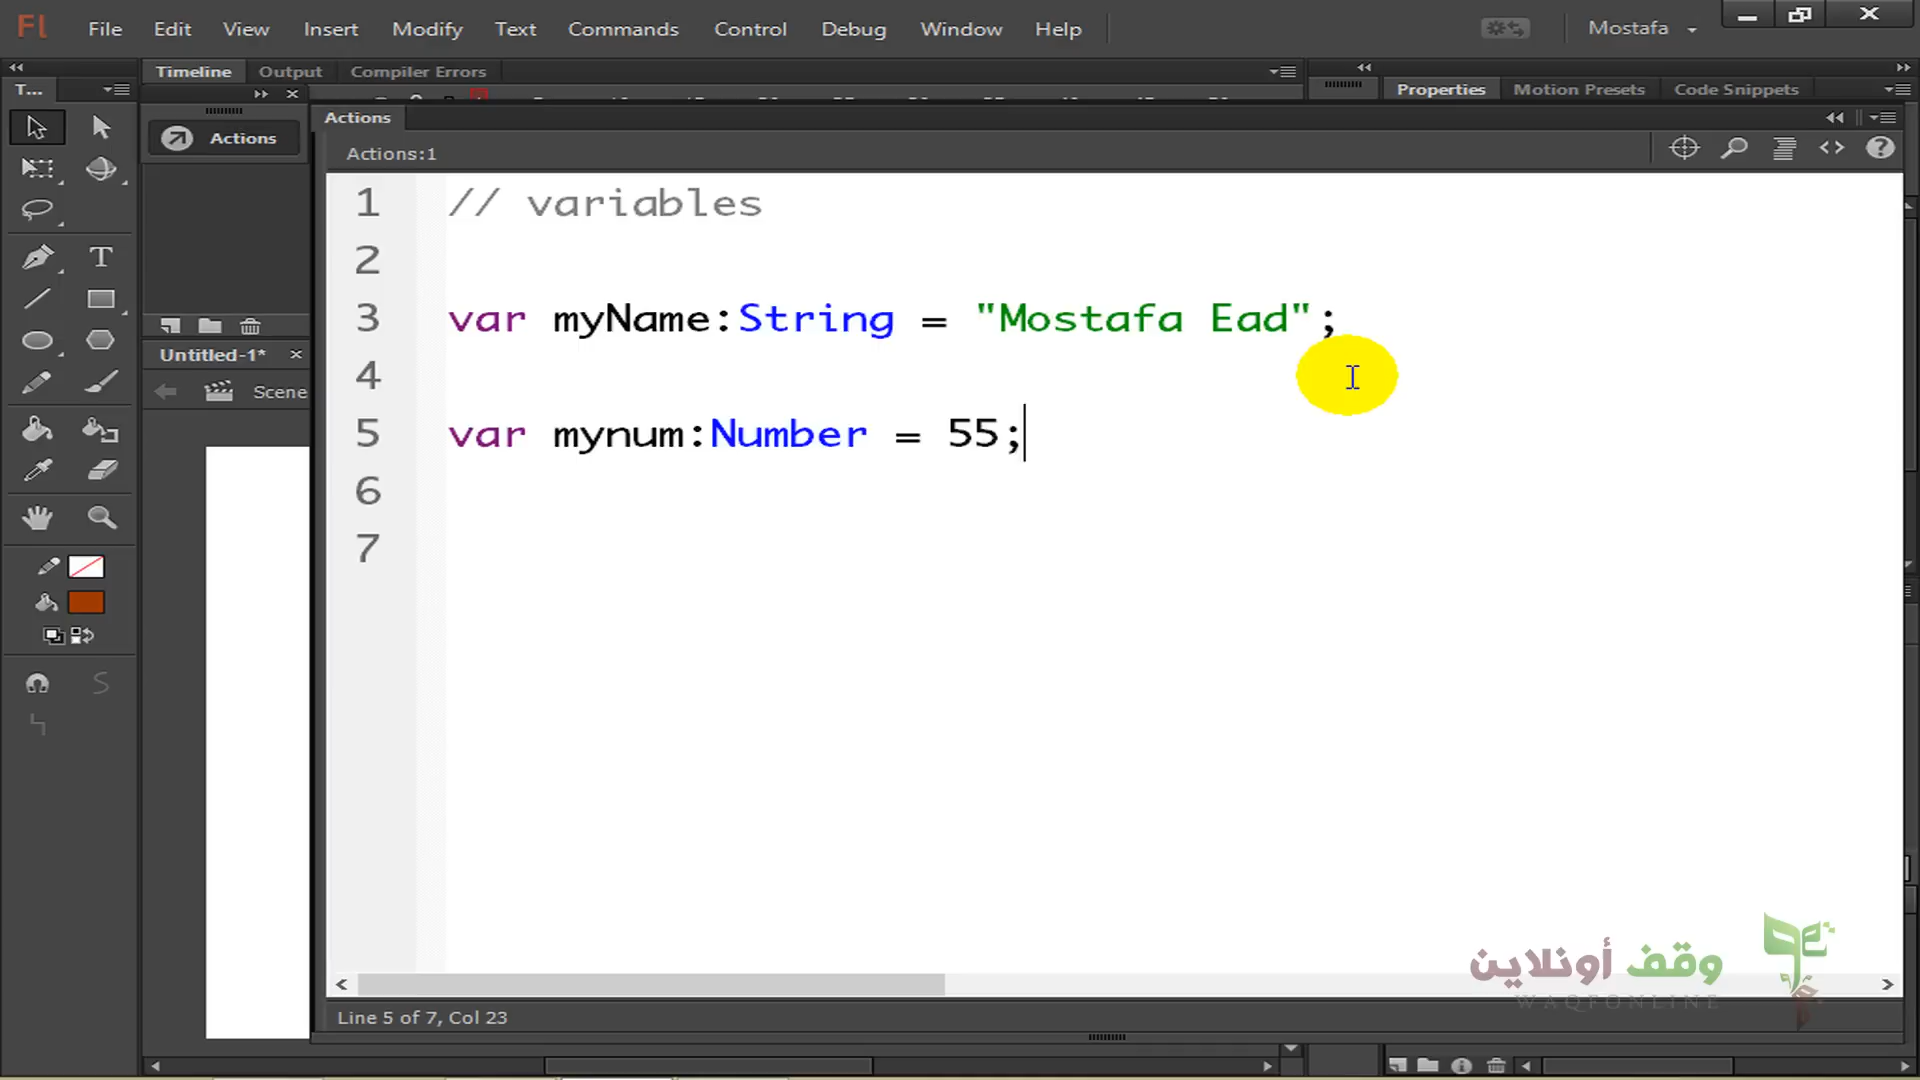 Fl File Edit View Insert Modify Text Commands Control Debug Window Help Mostafa
Timeline Output Compiler Errors
T... Properties Motion Presets Code Snippets
Actions
Actions
Actions:1
1 // variables
2
3 var myName:String = "Mostafa Ead";
4
5 var mynum:Number = 55;
6
7
Untitled-1*
Scene
وقف أونلاين
WAQFONLINE
Line 5 of 7, Col 23